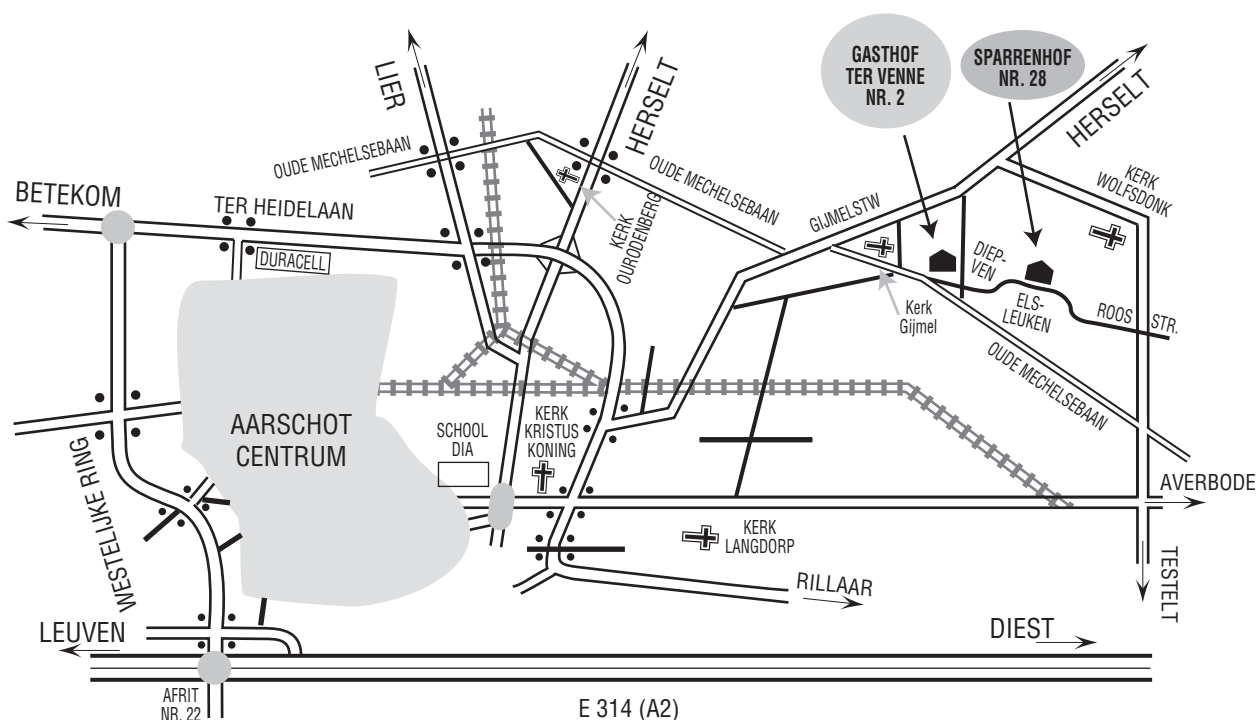 GASTHOF
TER VENNE
NR. 2
SPARRENHOF
NR. 28
LIER
HERSELT
HERSELT
OUDE MECHELSEBAAN
OUDE MECHELSEBAAN
KERK
WOLFSDONK
BETEKOM
TER HEIDELAAN
KERK
OURODENBERG
GIJMELSTW
DURACELL
DIEP-
VEN
ELS-
LEUKEN
ROOS STR.
Kerk
Gijmel
OUDE MECHELSEBAAN
AARSCHOT
CENTRUM
SCHOOL
DIA
KERK
KRISTUS
KONING
WESTELIJKE RING
AVERBODE
KERK
LANGDORP
RILLAAR
TESTELT
LEUVEN
DIEST
AFRIT
NR. 22
E 314 (A2)